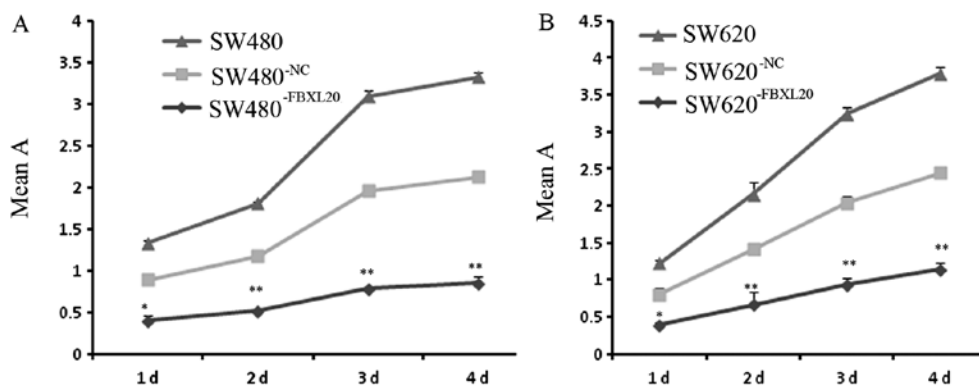 A
Mean A
4
3.5
3
2.5
2
1.5
1
0.5
0
SW480
SW480-NC
SW480-FBXL20
*
**
**
**
1 d
2 d
3 d
4 d
B
Mean A
4.5
4
3.5
3
2.5
2
1.5
1
0.5
0
SW620
SW620-NC
SW620-FBXL20
*
**
**
**
1 d
2 d
3 d
4 d